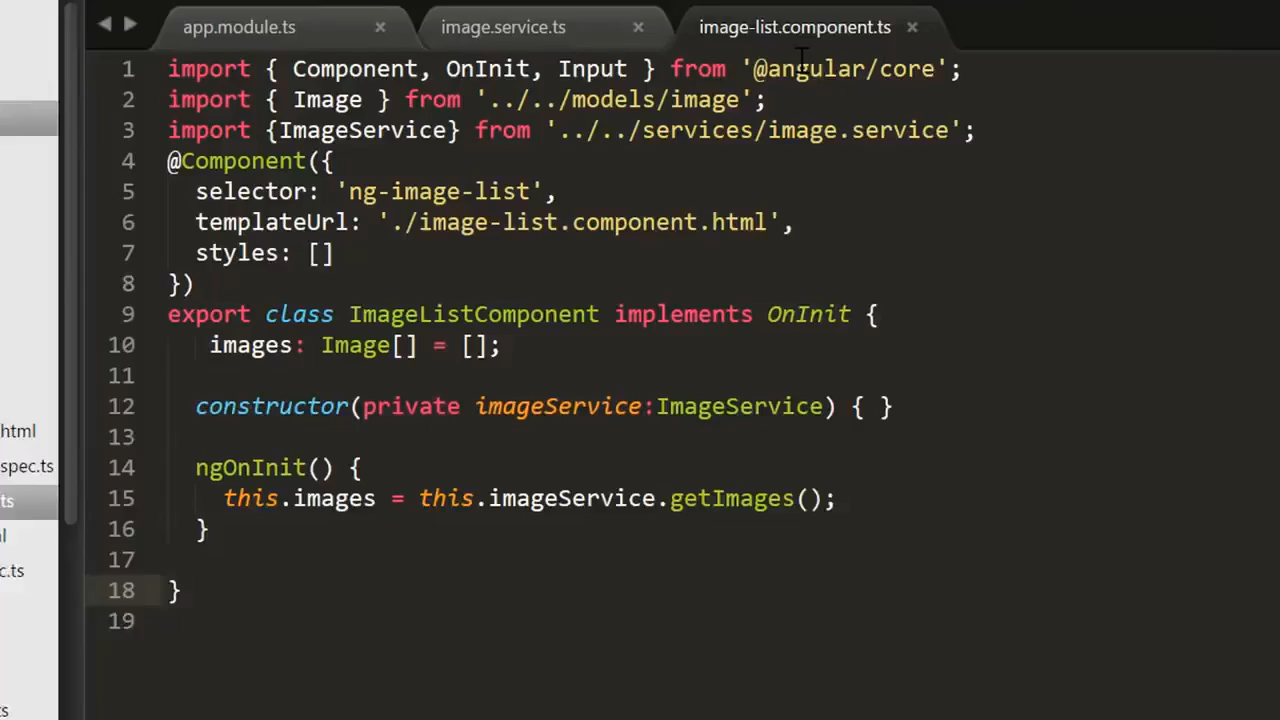 app.module.ts × image.service.ts × image-list.component.ts ×
1 import { Component, OnInit, Input } from '@angular/core';
2 import { Image } from '../../models/image';
3 import {ImageService} from '../../services/image.service';
4 @Component({
5 selector: 'ng-image-list',
6 templateUrl: './image-list.component.html',
7 styles: []
8 })
9 export class ImageListComponent implements OnInit {
10 images: Image[] = [];
11
12 constructor(private imageService:ImageService) { }
13
14 ngOnInit() {
15 this.images = this.imageService.getImages();
16 }
17
18 }
19
html
spec.ts
ts
l
c.ts
ts